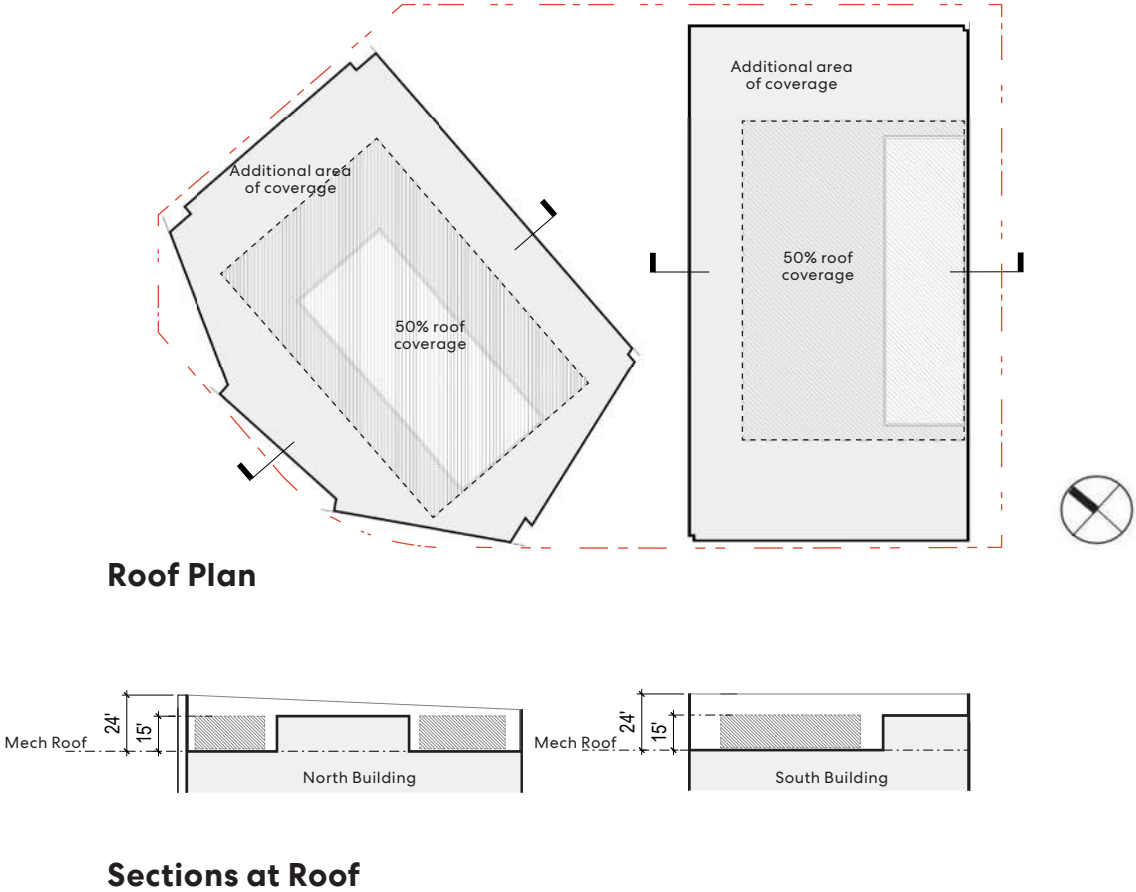 Additional area
of coverage
Additional area
of coverage
50% roof
coverage
50% roof
coverage
Roof Plan
24'
15'
Mech Roof
North Building
24'
15'
Mech Roof
South Building
Sections at Roof